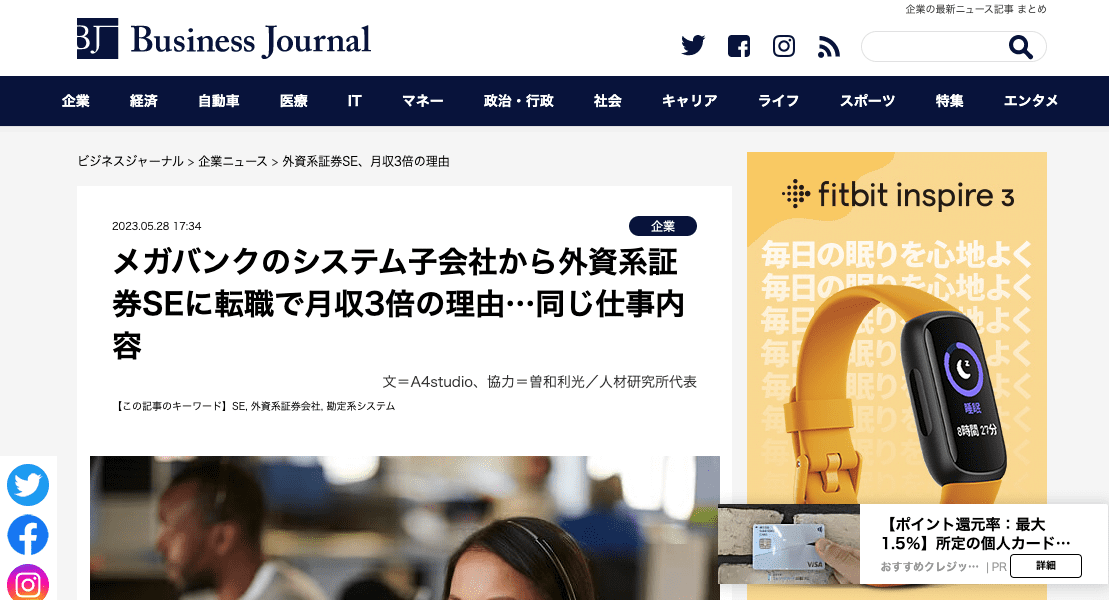 企業の最新ニュース記事 まとめ
BJ Business Journal
企業 経済 自動車 医療 IT マネー 政治・行政 社会 キャリア ライフ スポーツ 特集 エンタメ
ビジネスジャーナル > 企業ニュース > 外資系証券SE、月収3倍の理由
2023.05.28 17:34
企業
メガバンクのシステム子会社から外資系証
券SEに転職で月収3倍の理由…同じ仕事内
容
文＝A4studio、協力＝曽和利光／人材研究所代表
【この記事のキーワード】SE, 外資系証券会社, 勘定系システム
fitbit inspire 3
毎日の眠りを心地よく
毎日の眠りを心地よく
毎日の眠りを心地よく
毎日の眠りを心地よく
睡眠
8時間 27分
VISA
【ポイント還元率：最大
1.5%】所定の個人カード…
おすすめクレジッ… | PR
詳細